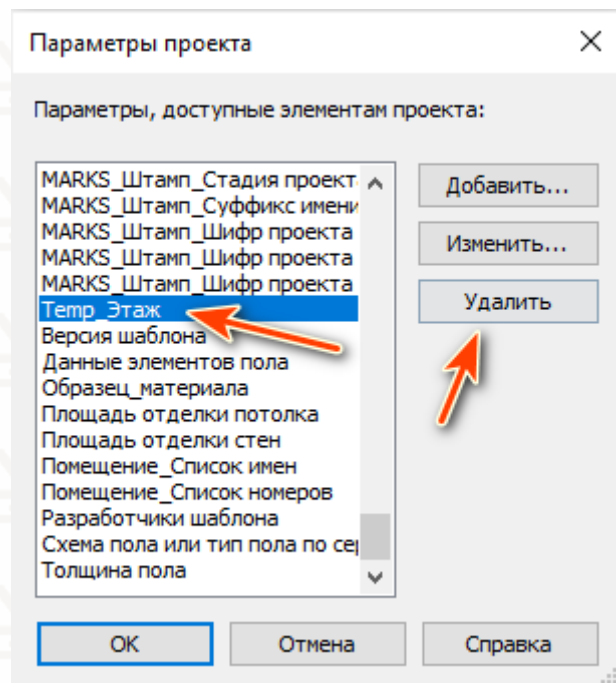 Параметры проекта
Параметры, доступные элементам проекта:
MARKS_Штамп_Стадия проект
MARKS_Штамп_Суффикс имени
MARKS_Штамп_Шифр проекта
MARKS_Штамп_Шифр проекта
MARKS_Штамп_Шифр проекта
Temp_Этаж
Версия шаблона
Данные элементов пола
Образец_материала
Площадь отделки потолка
Площадь отделки стен
Помещение_Список имен
Помещение_Список номеров
Разработчики шаблона
Схема пола или тип пола по сер
Толщина пола
Добавить...
Изменить...
Удалить
OK
Отмена
Справка